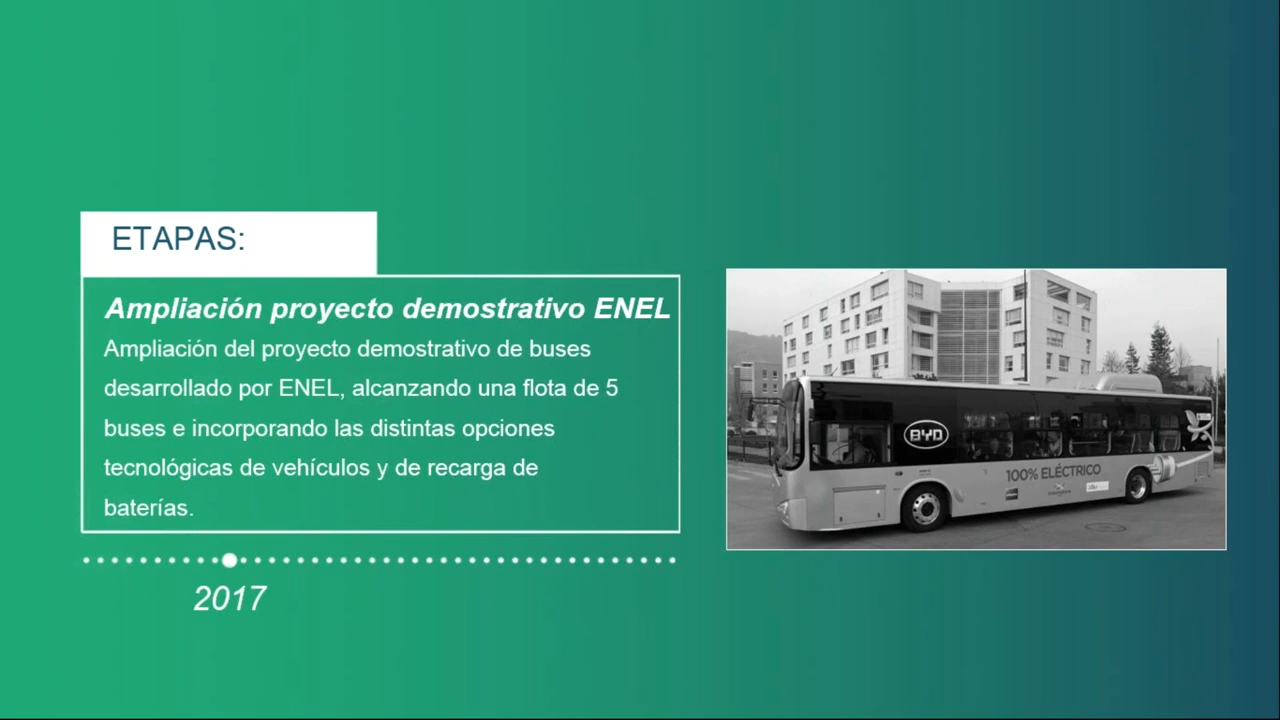 ETAPAS:
Ampliación proyecto demostrativo ENEL
Ampliación del proyecto demostrativo de buses
desarrollado por ENEL, alcanzando una flota de 5
buses e incorporando las distintas opciones
tecnológicas de vehículos y de recarga de
baterías.
2017
BYD
100% ELÉCTRICO